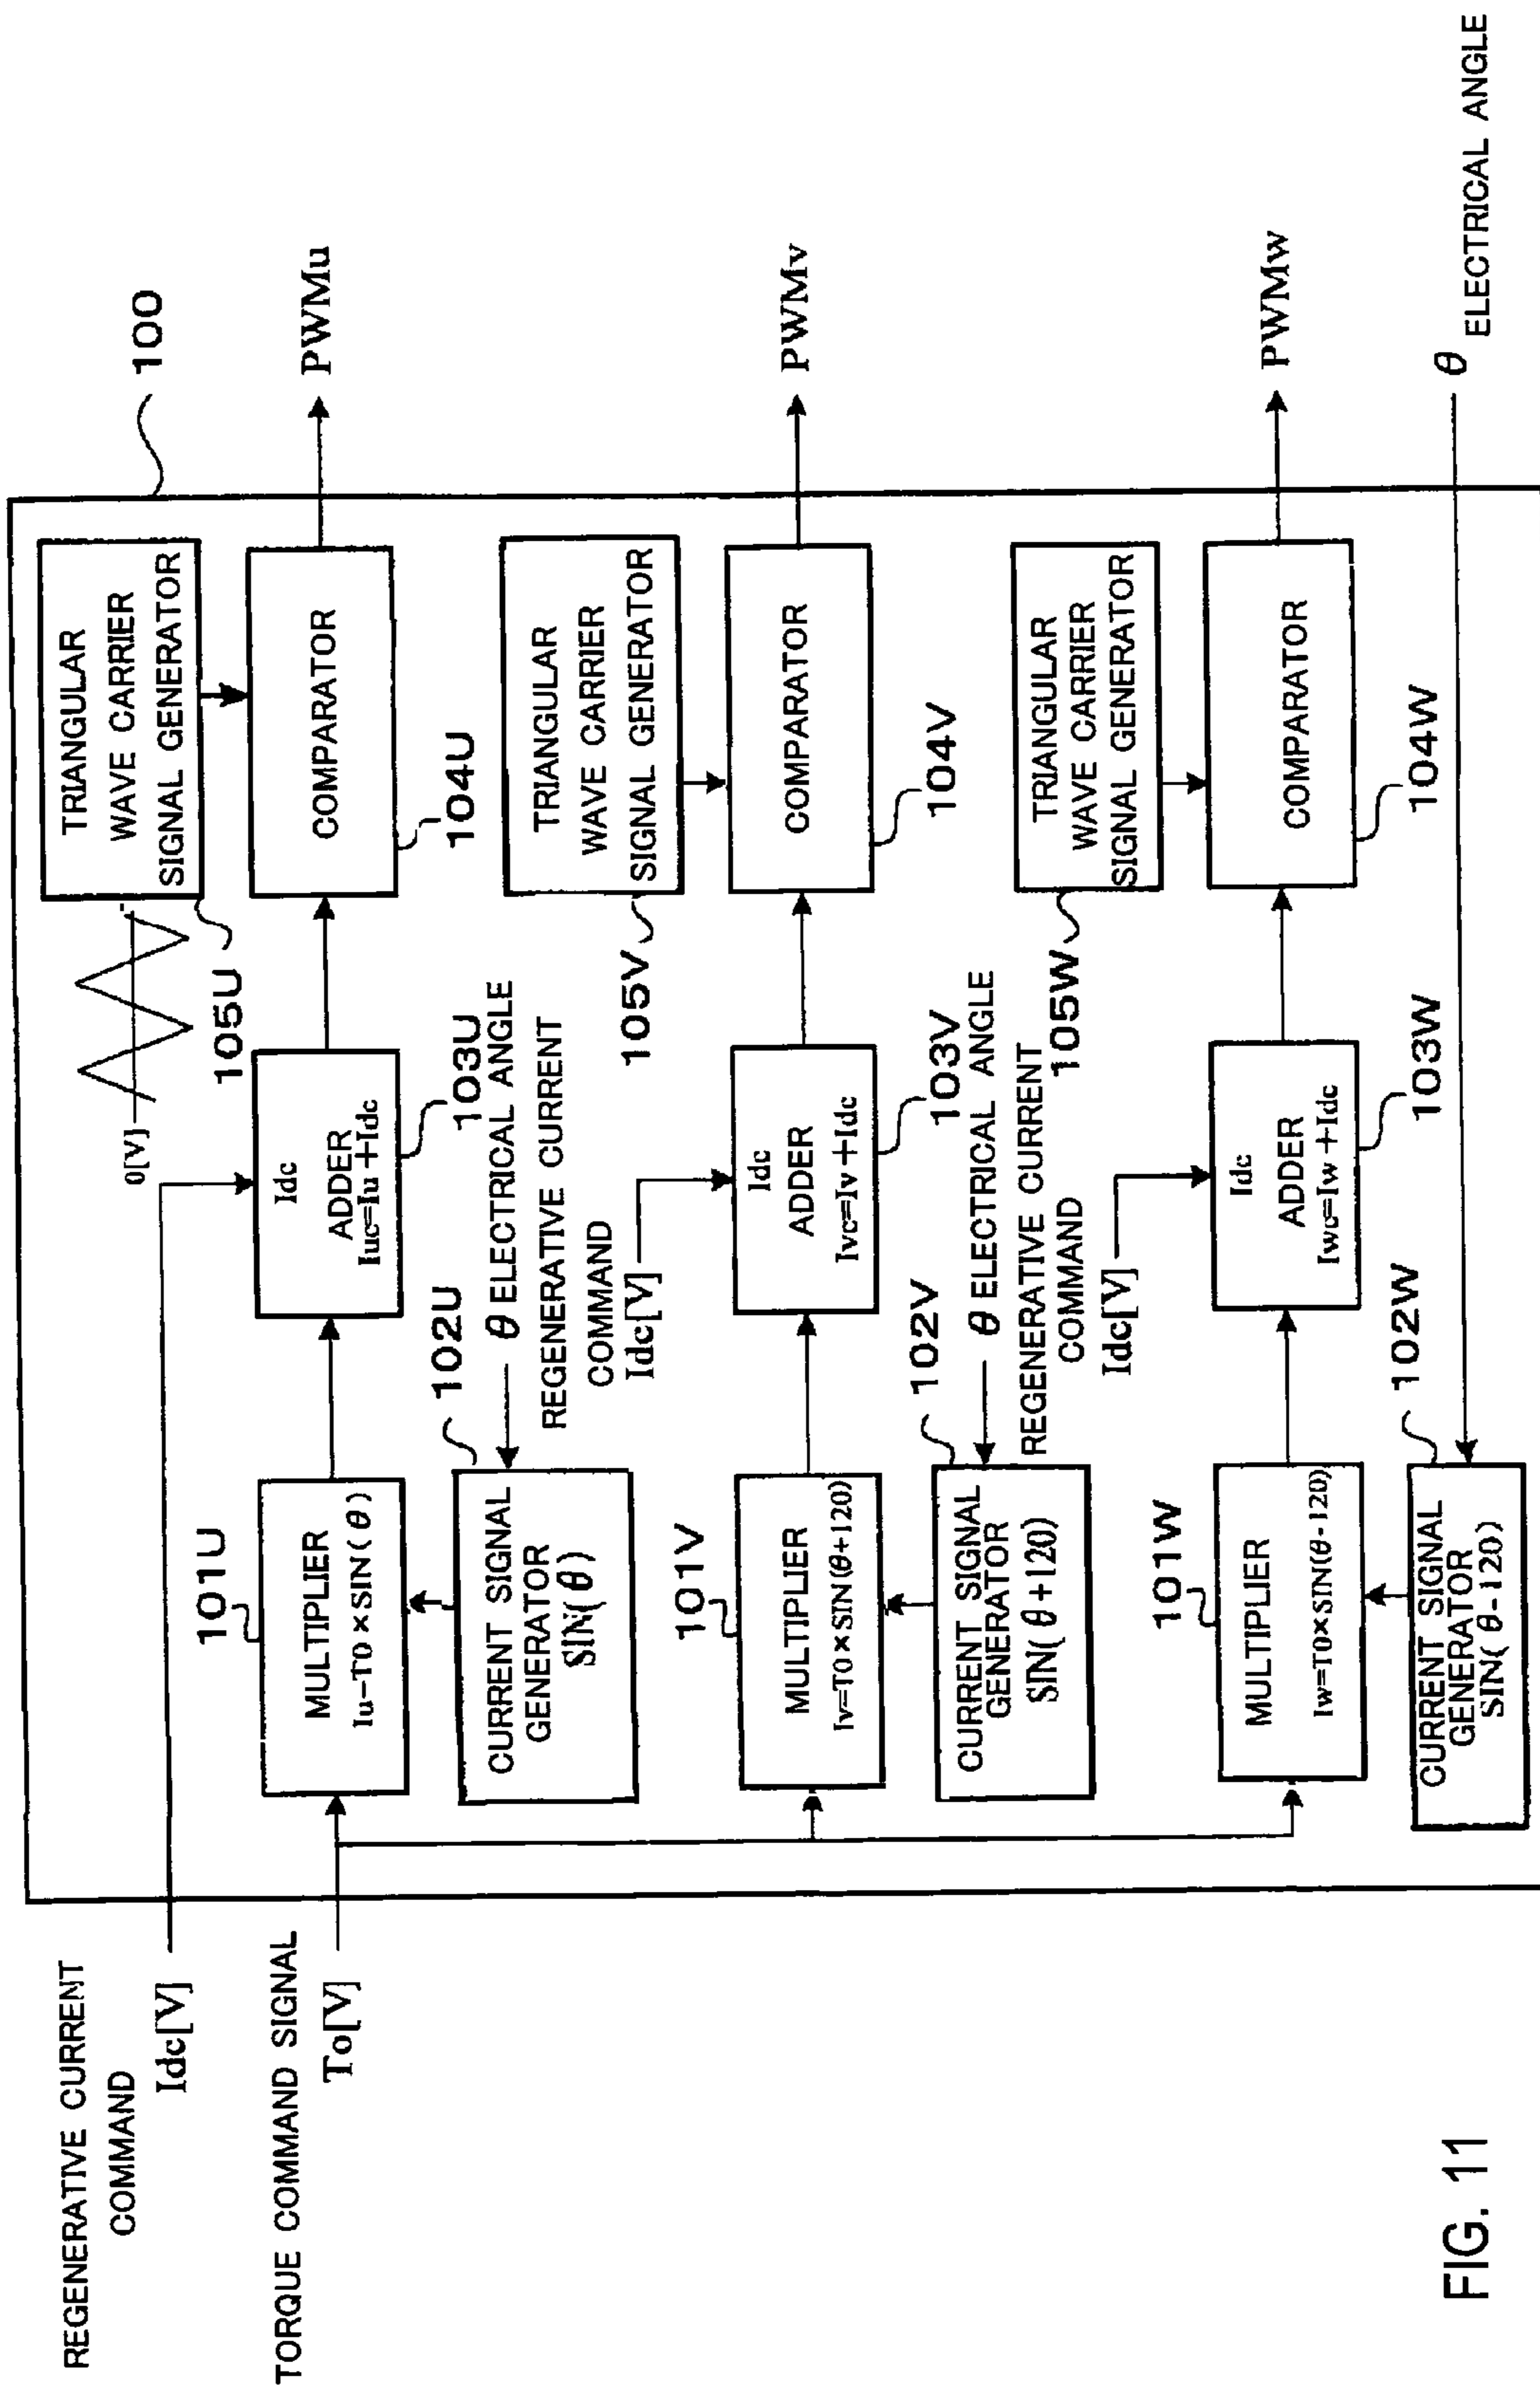 REGENERATIVE CURRENT
COMMAND
Idc[V]
TORQUE COMMAND SIGNAL
To[V]
100
0[V]
TRIANGULAR
WAVE CARRIER
SIGNAL GENERATOR
105U
101U
MULTIPLIER
Iu-T0×SIN(θ)
Idc
ADDER
Iuc=Iu+Idc
103U
COMPARATOR
104U
PWMu
102U
CURRENT SIGNAL
GENERATOR
SIN(θ)
θ ELECTRICAL ANGLE
REGENERATIVE CURRENT
COMMAND
Idc[V]
TRIANGULAR
WAVE CARRIER
SIGNAL GENERATOR
105V
101V
MULTIPLIER
Iv=T0×SIN(θ+120)
Idc
ADDER
Ivc=Iv+Idc
103V
COMPARATOR
104V
PWMv
102V
CURRENT SIGNAL
GENERATOR
SIN(θ+120)
θ ELECTRICAL ANGLE
REGENERATIVE CURRENT
COMMAND
Idc[V]
TRIANGULAR
WAVE CARRIER
SIGNAL GENERATOR
105W
101W
MULTIPLIER
Iw=T0×SIN(θ-120)
Idc
ADDER
Iwc=Iw+Idc
103W
COMPARATOR
104W
PWMw
102W
CURRENT SIGNAL
GENERATOR
SIN(θ-120)
θ
ELECTRICAL ANGLE
FIG. 11